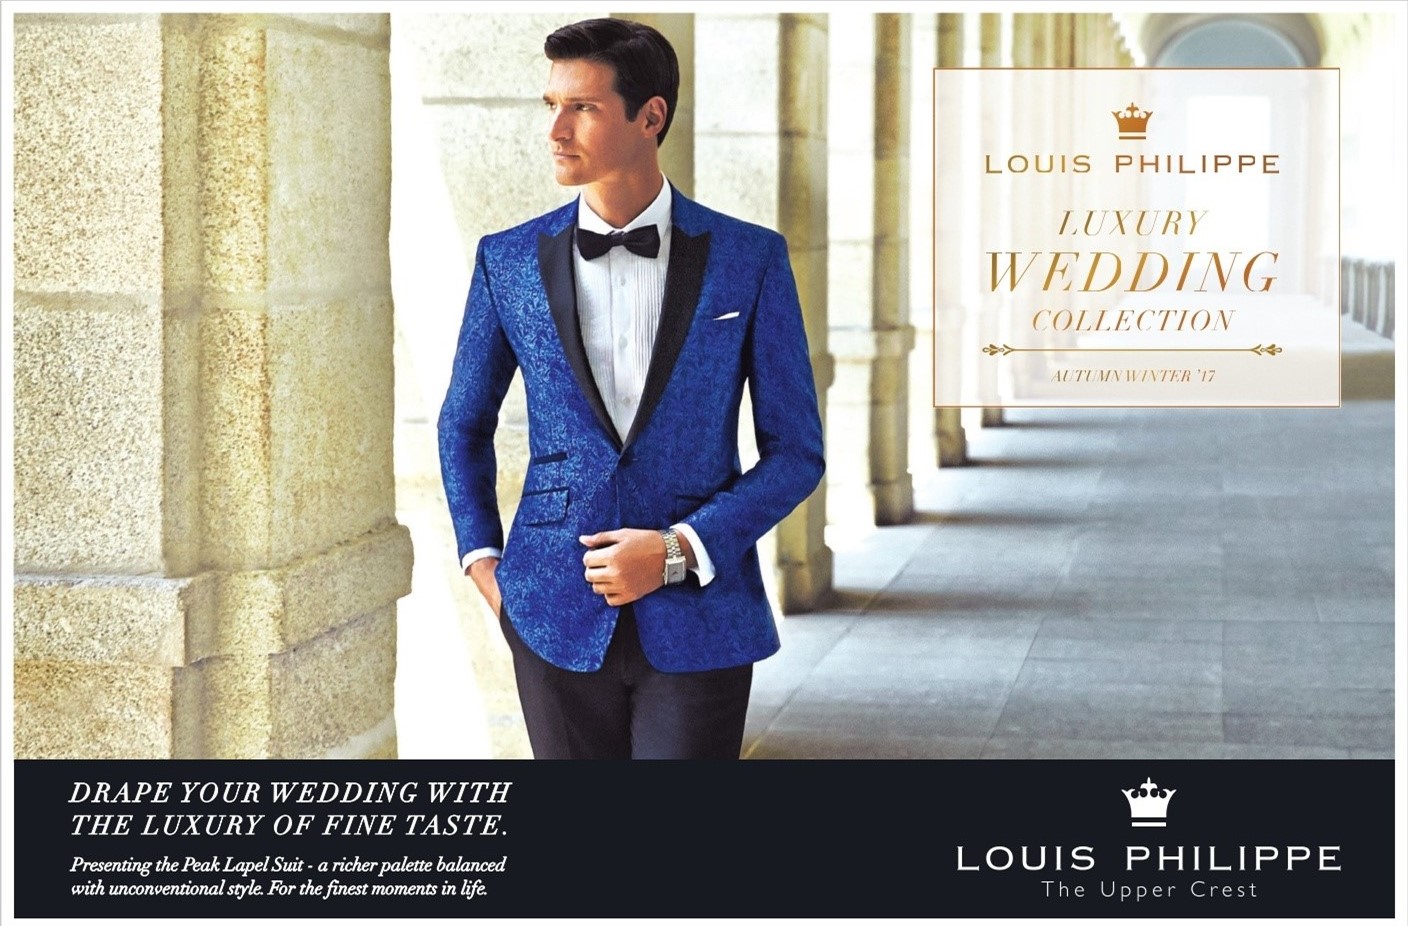 LOUIS PHILIPPE
LUXURY
WEDDING
COLLECTION
AUTUMN WINTER '17
DRAPE YOUR WEDDING WITH
THE LUXURY OF FINE TASTE.
Presenting the Peak Lapel Suit - a richer palette balanced
with unconventional style. For the finest moments in life.
LOUIS PHILIPPE
The Upper Crest